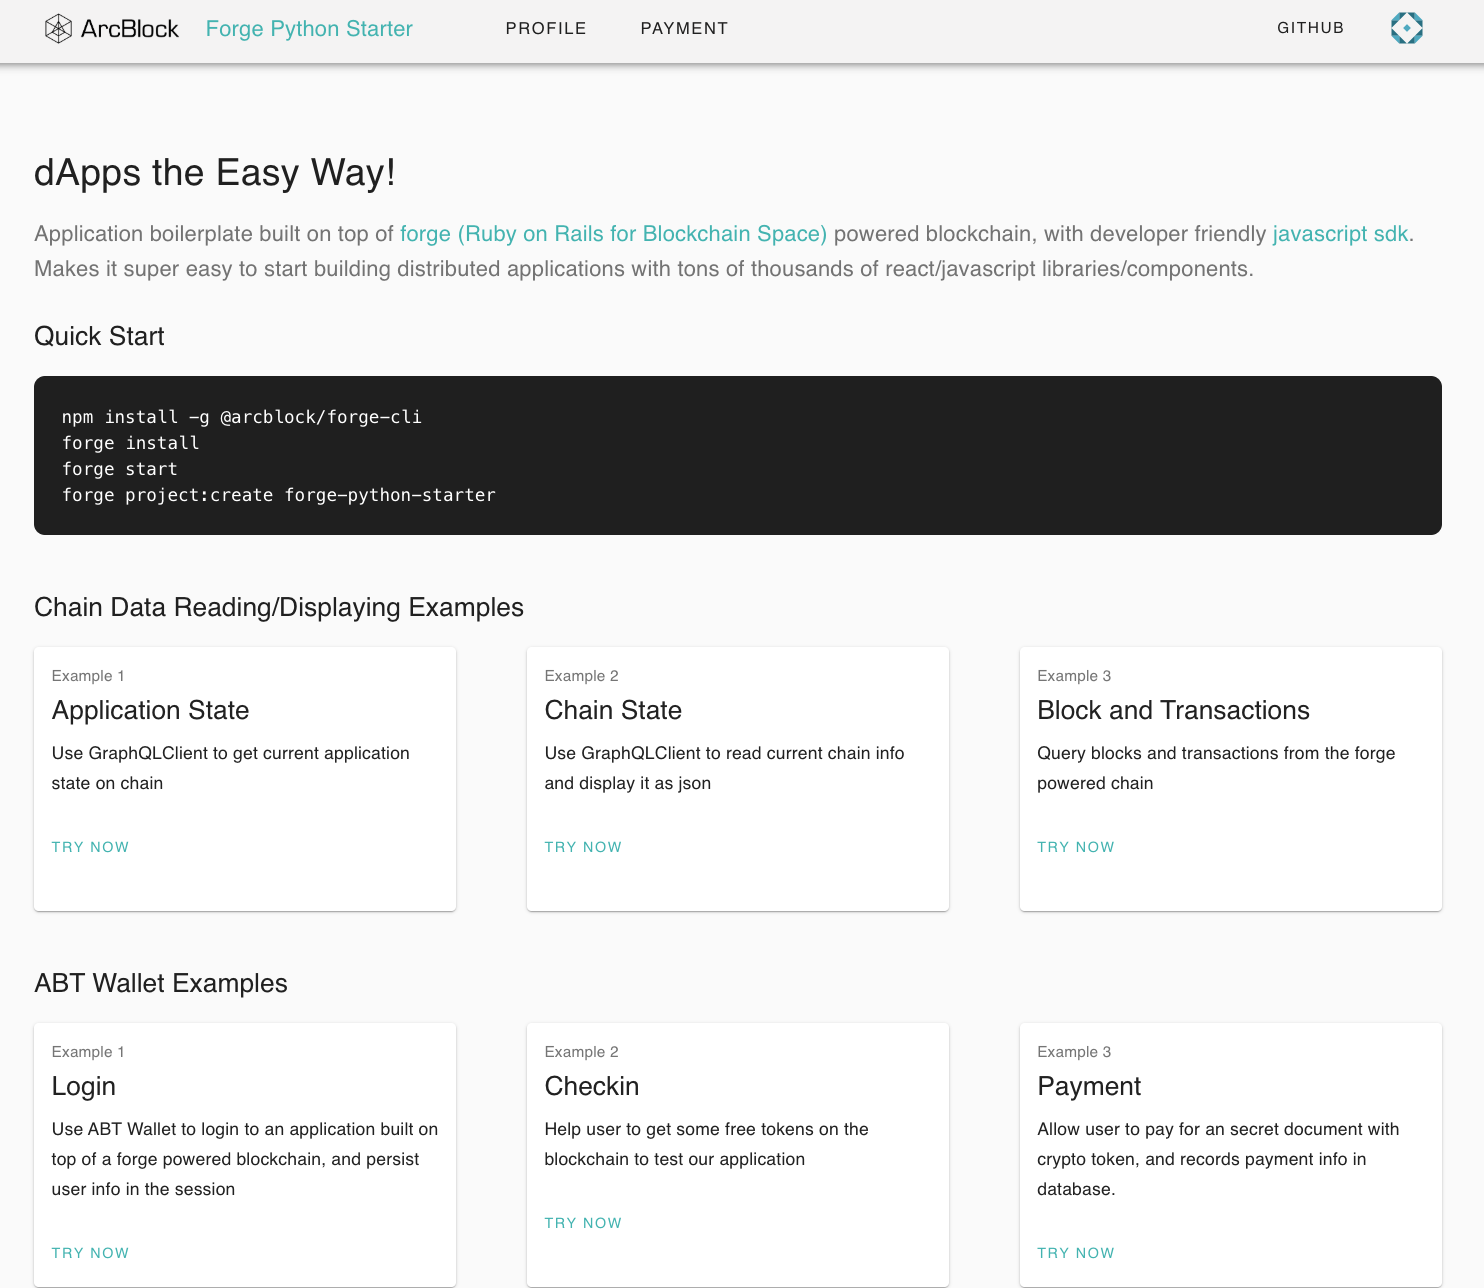 ArcBlock Forge Python Starter PROFILE PAYMENT GITHUB
dApps the Easy Way!
Application boilerplate built on top of forge (Ruby on Rails for Blockchain Space) powered blockchain, with developer friendly javascript sdk.
Makes it super easy to start building distributed applications with tons of thousands of react/javascript libraries/components.
Quick Start
npm install -g @arcblock/forge-cli
forge install
forge start
forge project:create forge-python-starter
Chain Data Reading/Displaying Examples
Example 1
Application State
Use GraphQLClient to get current application
state on chain
TRY NOW
Example 2
Chain State
Use GraphQLClient to read current chain info
and display it as json
TRY NOW
Example 3
Block and Transactions
Query blocks and transactions from the forge
powered chain
TRY NOW
ABT Wallet Examples
Example 1
Login
Use ABT Wallet to login to an application built on
top of a forge powered blockchain, and persist
user info in the session
TRY NOW
Example 2
Checkin
Help user to get some free tokens on the
blockchain to test our application
TRY NOW
Example 3
Payment
Allow user to pay for an secret document with
crypto token, and records payment info in
database.
TRY NOW